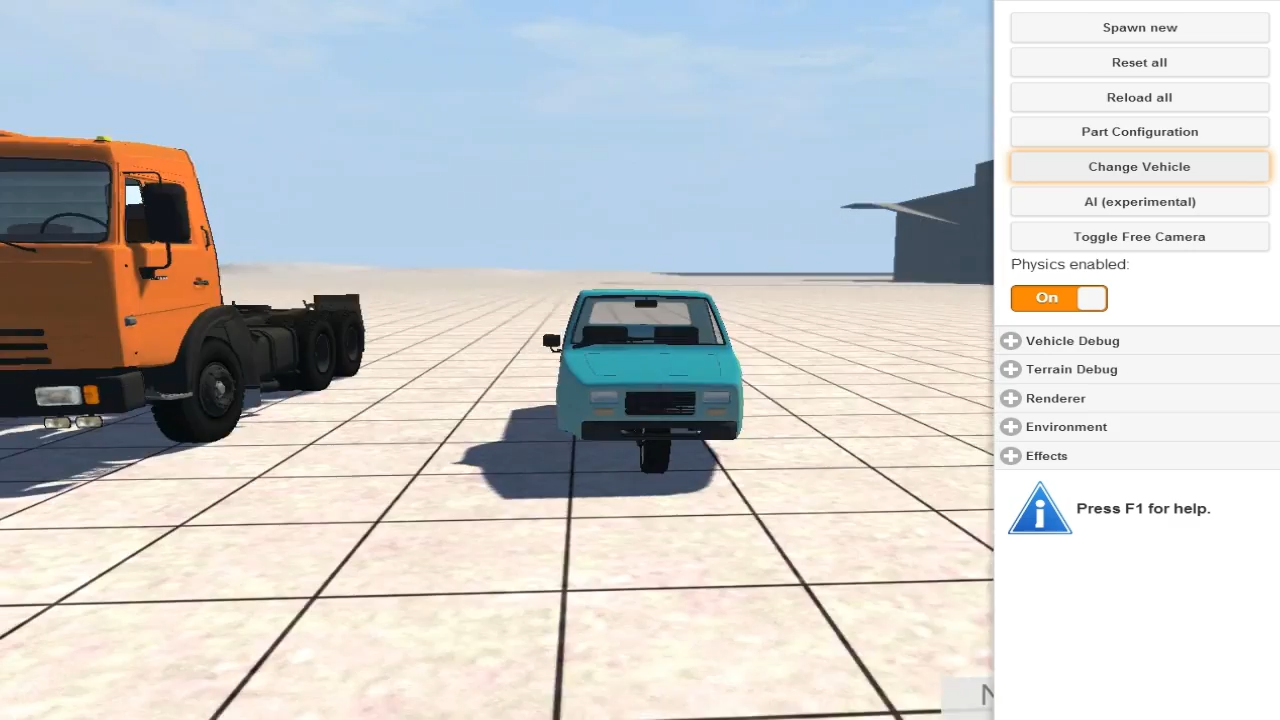 Spawn new
Reset all
Reload all
Part Configuration
Change Vehicle
AI (experimental)
Toggle Free Camera
Physics enabled:
On
Vehicle Debug
Terrain Debug
Renderer
Environment
Effects
Press F1 for help.
N